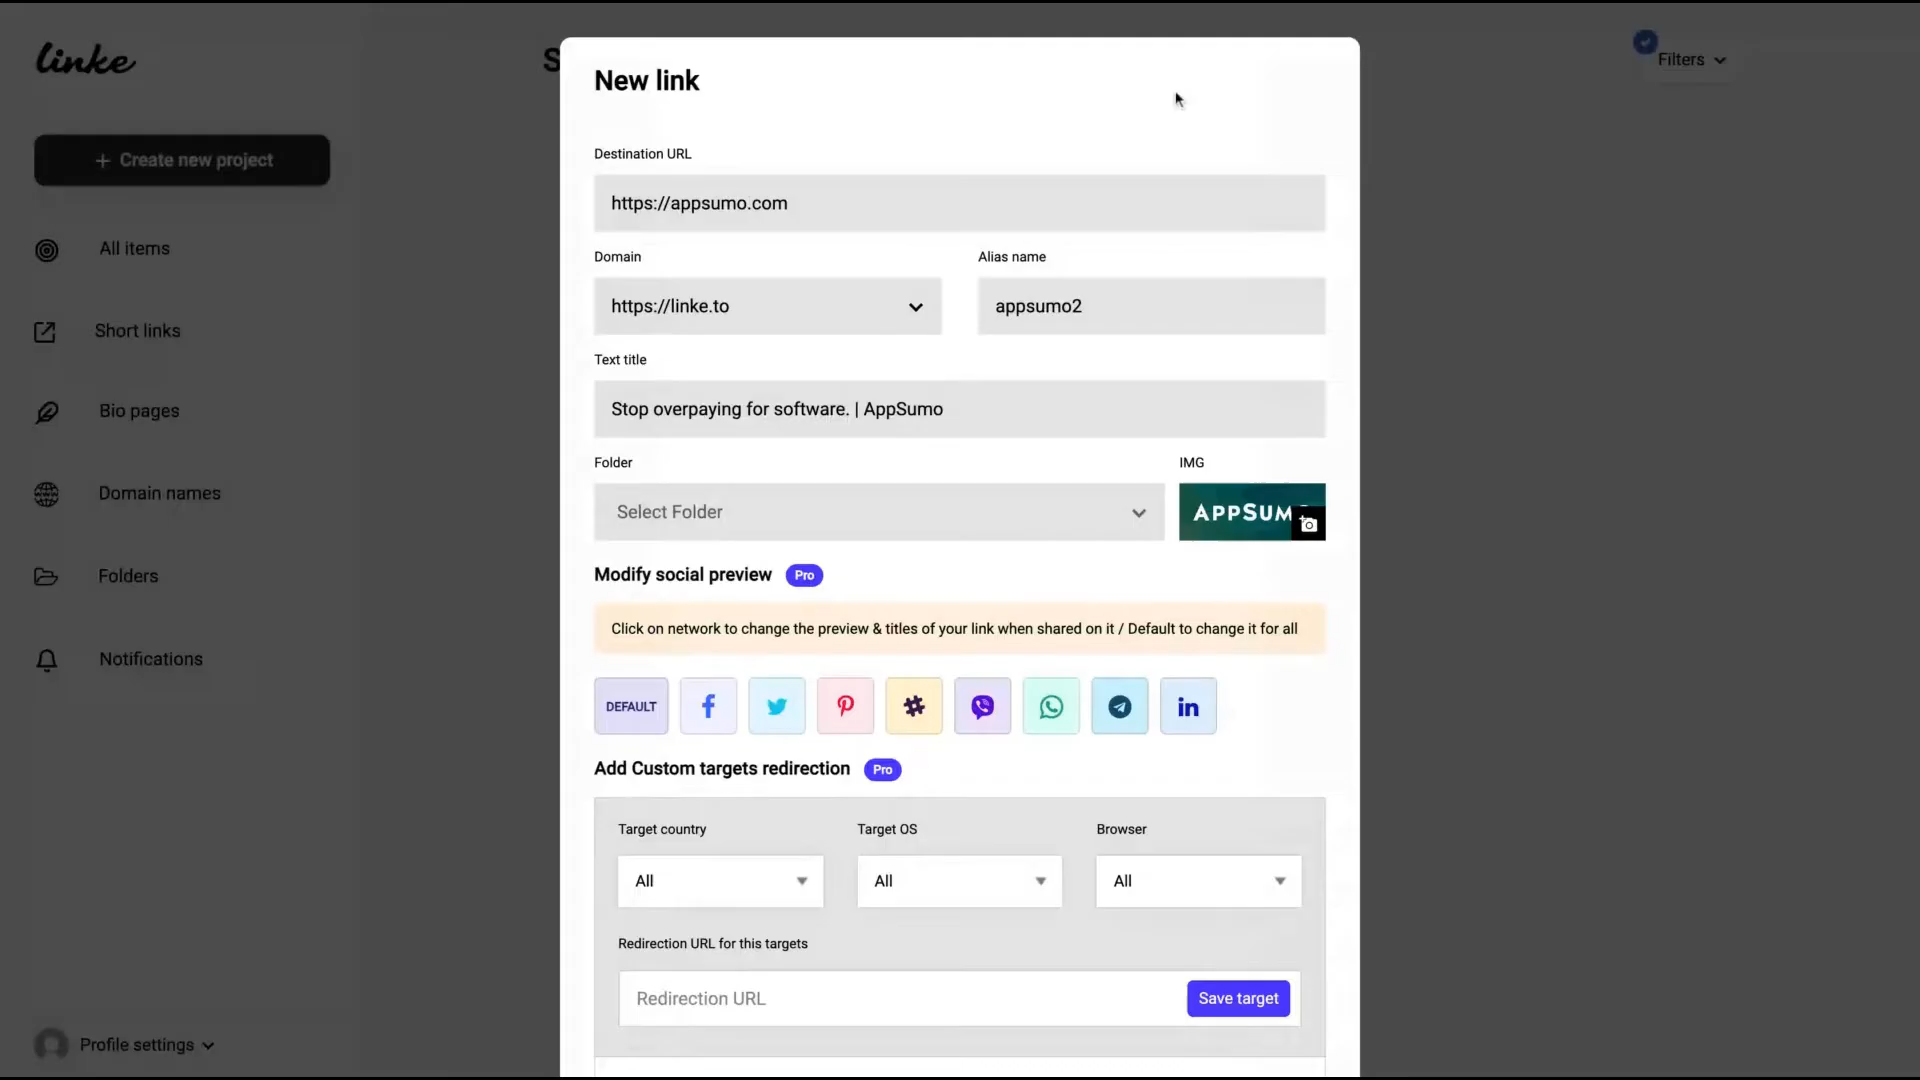 linke
S
Filters
New link
Create new project
Destination URL
https://appsumo.com
All items
Domain
Alias name
https://linke.to
appsumo2
Short links
Text title
Stop overpaying for software. | AppSumo
Bio pages
Folder
IMG
Select Folder
APPSUM
Domain names
Modify social preview
Pro
Folders
Click on network to change the preview & titles of your link when shared on it / Default to change it for all
Notifications
DEFAULT
Add Custom targets redirection
Pro
Target country
Target OS
Browser
All
All
All
Redirection URL for this targets
Redirection URL
Save target
Profile settings